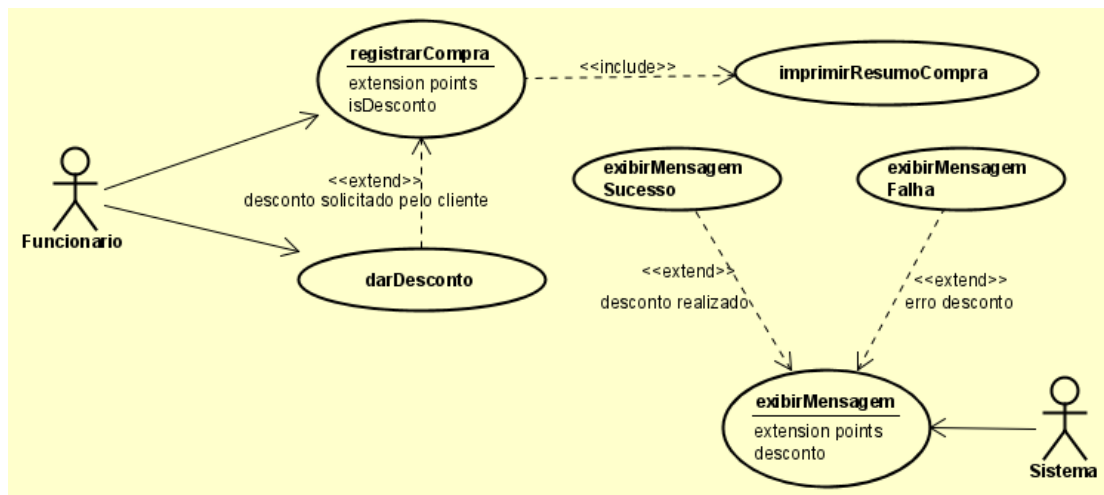 registrarCompra
extension points
isDesconto
<<include>>
imprimirResumoCompra
Funcionario
<<extend>>
desconto solicitado pelo cliente
darDesconto
exibirMensagem
Sucesso
exibirMensagem
Falha
<<extend>>
desconto realizado
<<extend>>
erro desconto
exibirMensagem
extension points
desconto
Sistema